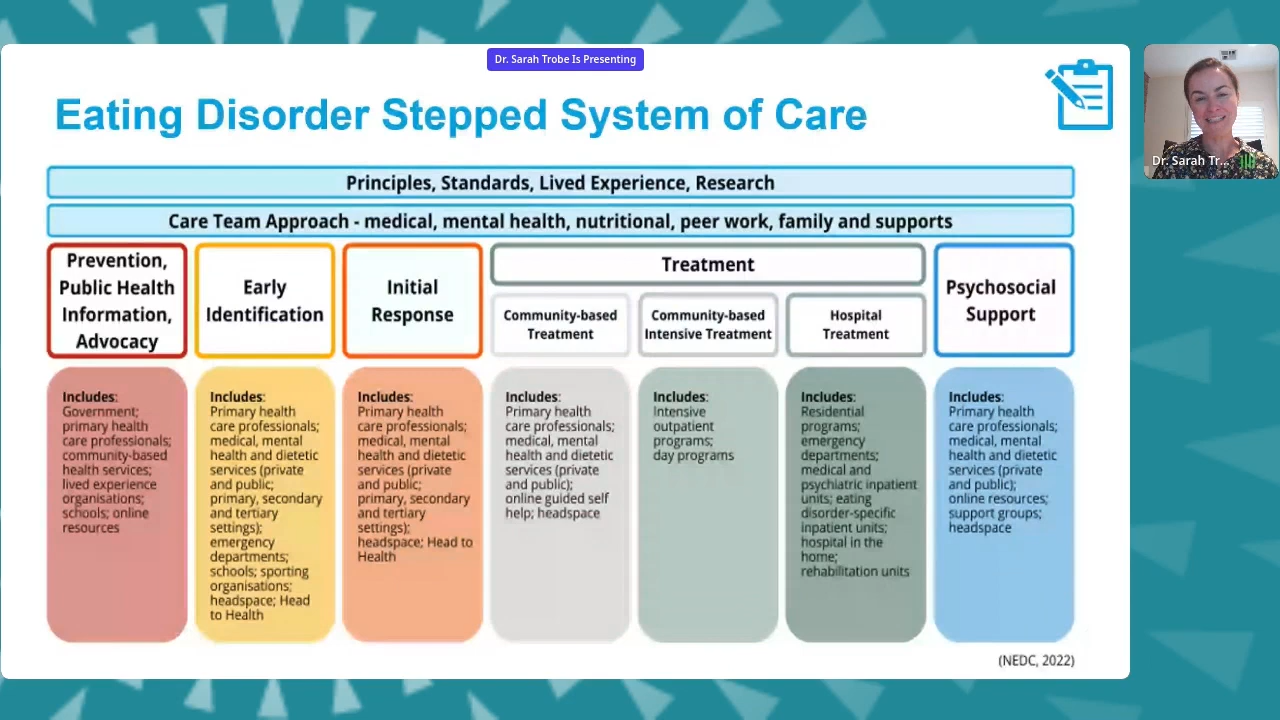 Dr. Sarah Trobe Is Presenting
Eating Disorder Stepped System of Care
Principles, Standards, Lived Experience, Research
Care Team Approach - medical, mental health, nutritional, peer work, family and supports
Prevention,
Public Health
Information,
Advocacy
Early
Identification
Initial
Response
Treatment
Community-based
Treatment
Community-based
Intensive Treatment
Hospital
Treatment
Psychosocial
Support
Includes:
Government;
primary health
care professionals;
community-based
health services;
lived experience
organisations;
schools; online
resources
Includes:
Primary health
care professionals;
medical, mental
health and dietetic
services (private
and public;
primary, secondary
and tertiary
settings);
emergency
departments;
schools; sporting
organisations;
headspace; Head
to Health
Includes:
Primary health
care professionals;
medical, mental
health and dietetic
services (private
and public;
primary, secondary
and tertiary
settings);
headspace; Head to
Health
Includes:
Primary health
care professionals;
medical, mental
health and dietetic
services (private
and public);
online guided self
help; headspace
Includes:
Intensive
outpatient
programs;
day programs
Includes:
Residential
programs;
emergency
departments;
medical and
psychiatric inpatient
units; eating
disorder-specific
inpatient units;
hospital in the
home;
rehabilitation units
Includes:
Primary health
care professionals;
medical, mental
health and dietetic
services (private
and public);
online resources;
support groups;
headspace
(NEDC, 2022)
Dr. Sarah Tr...